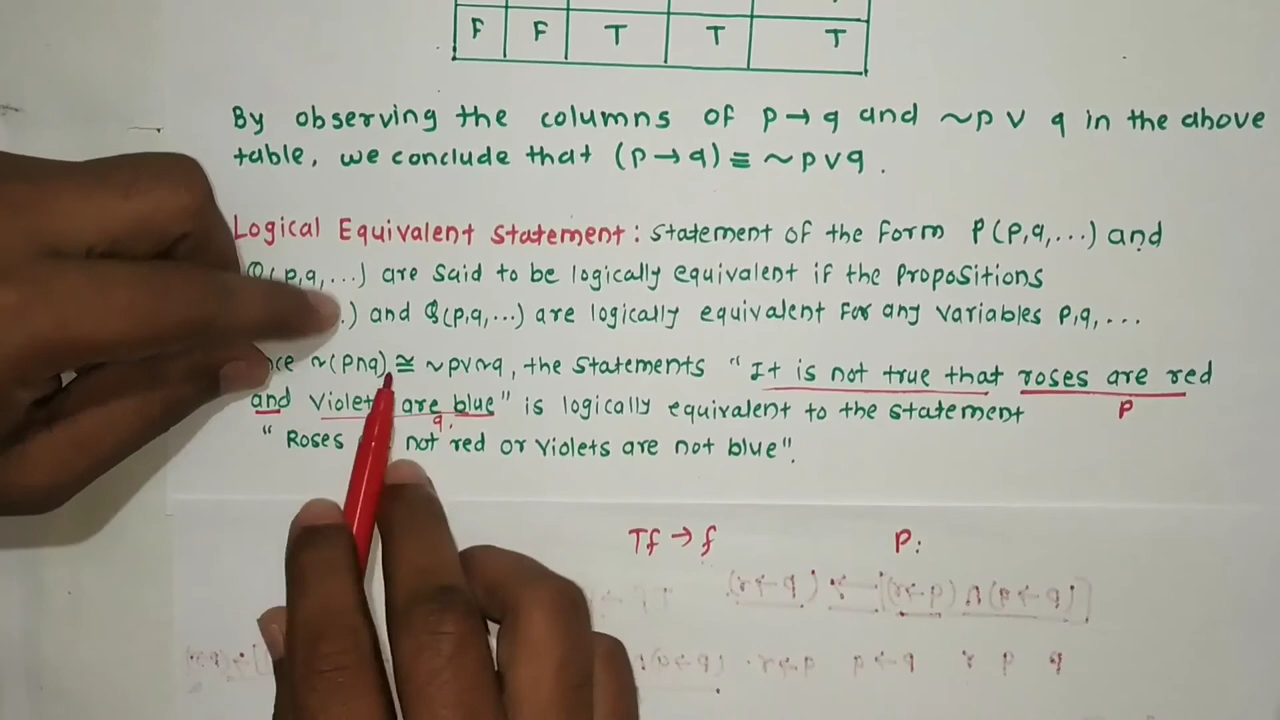 F F T T T
By observing the columns of p → q and ~p ∨ q in the above
table, we conclude that (p → q) ≡ ~p ∨ q .
Logical Equivalent Statement: Statement of the form P(p,q,...) and
Q(p,q,...) are said to be logically equivalent if the propositions
.) and Q(p,q,...) are logically equivalent for any variables p,q,...
~(p∧q) ≅ ~p∨~q, the statements "It is not true that roses are red
p
and violets are blue" is logically equivalent to the statement
q.
"Roses not red or violets are not blue".
Tf → f P: